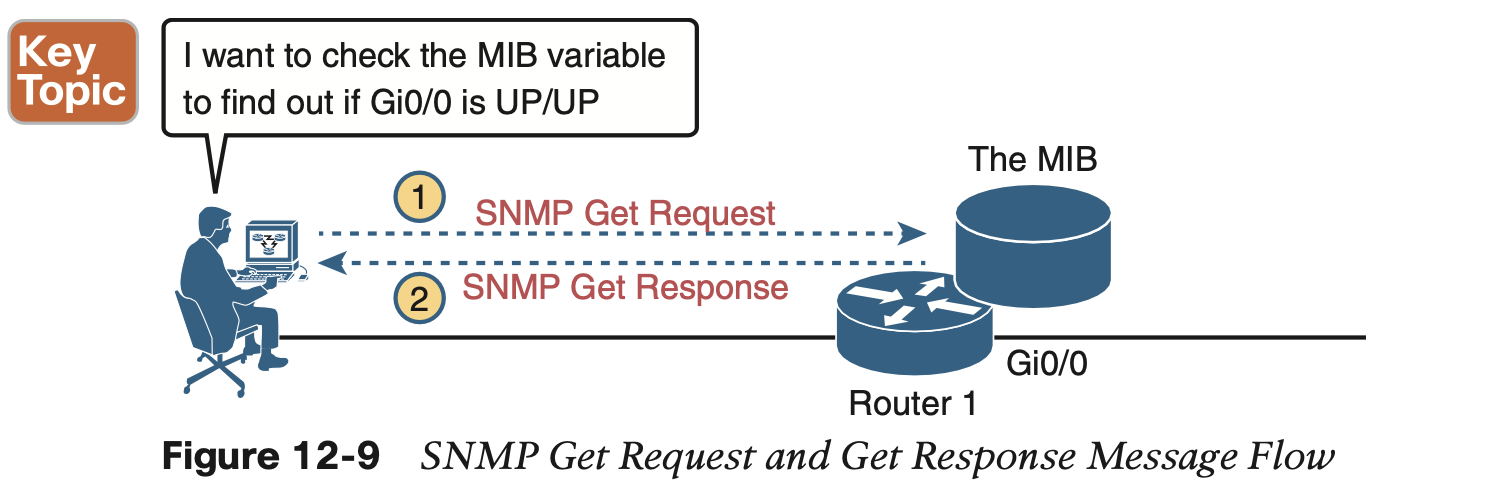 Key
Topic
I want to check the MIB variable
to find out if Gi0/0 is UP/UP
The MIB
1
SNMP Get Request
2
SNMP Get Response
Gi0/0
Router 1
Figure 12-9 SNMP Get Request and Get Response Message Flow